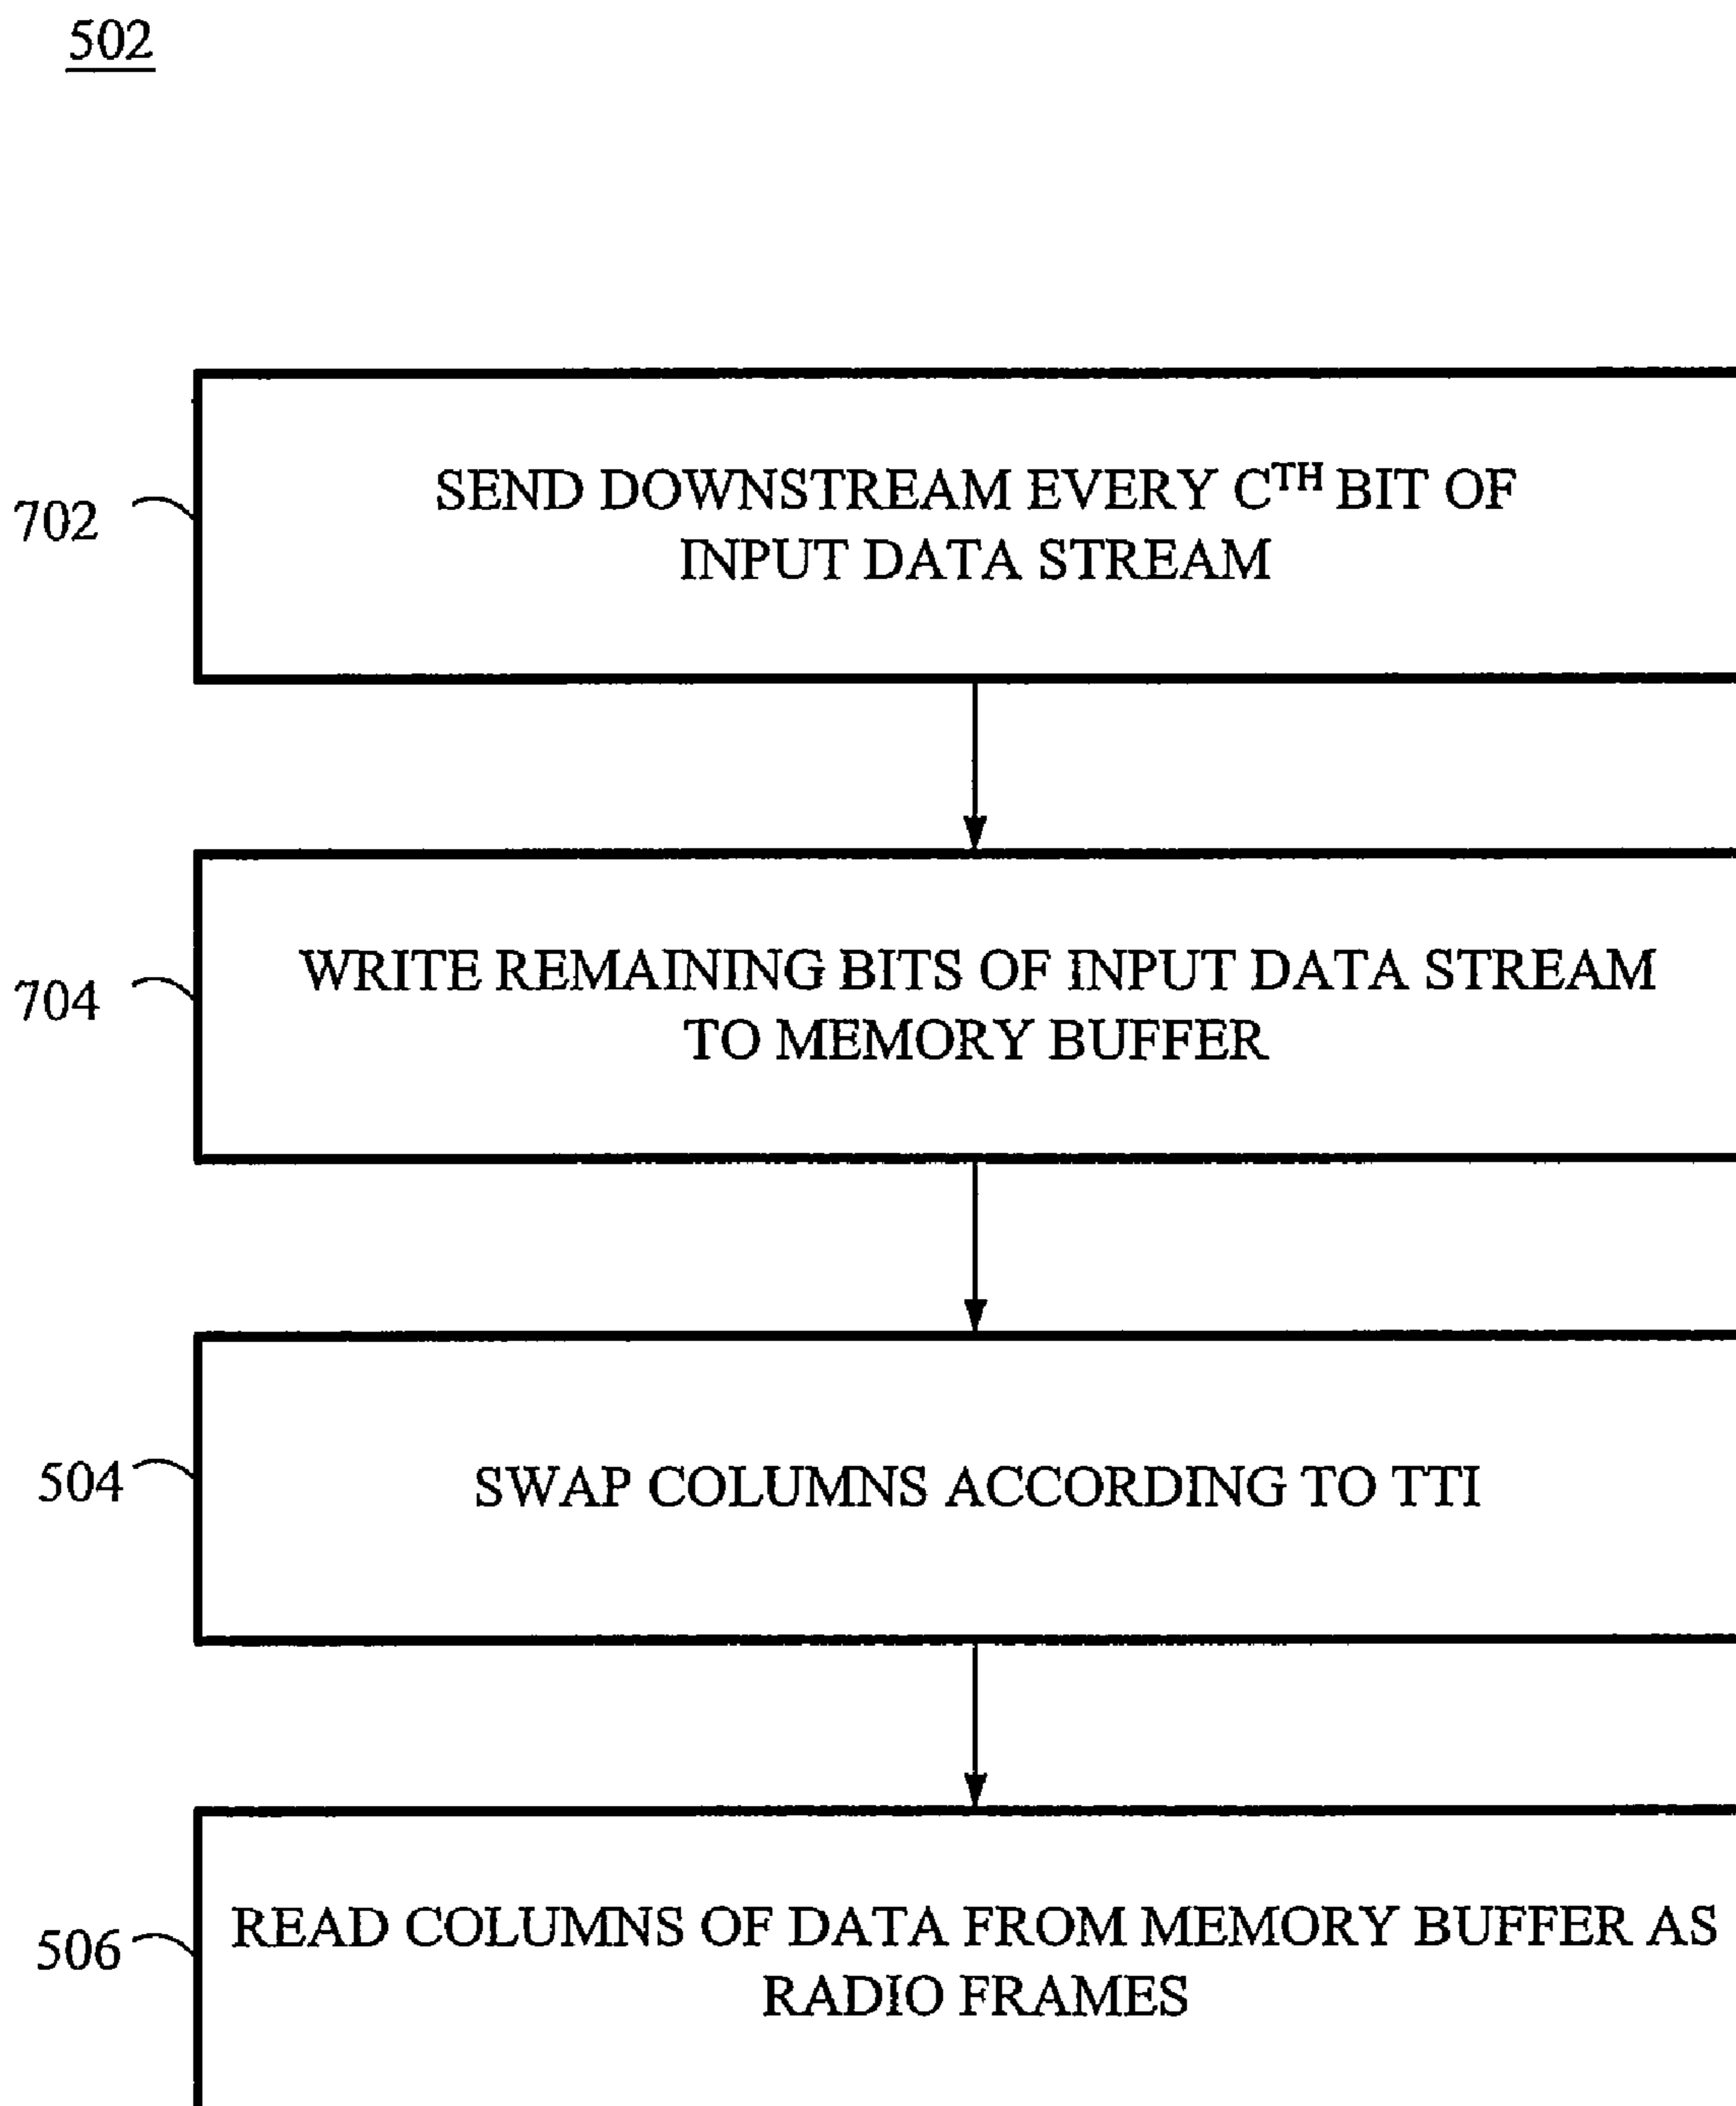 502
702
SEND DOWNSTREAM EVERY Cᵀᴴ BIT OF
INPUT DATA STREAM
704
WRITE REMAINING BITS OF INPUT DATA STREAM
TO MEMORY BUFFER
504
SWAP COLUMNS ACCORDING TO TTI
506
READ COLUMNS OF DATA FROM MEMORY BUFFER AS
RADIO FRAMES